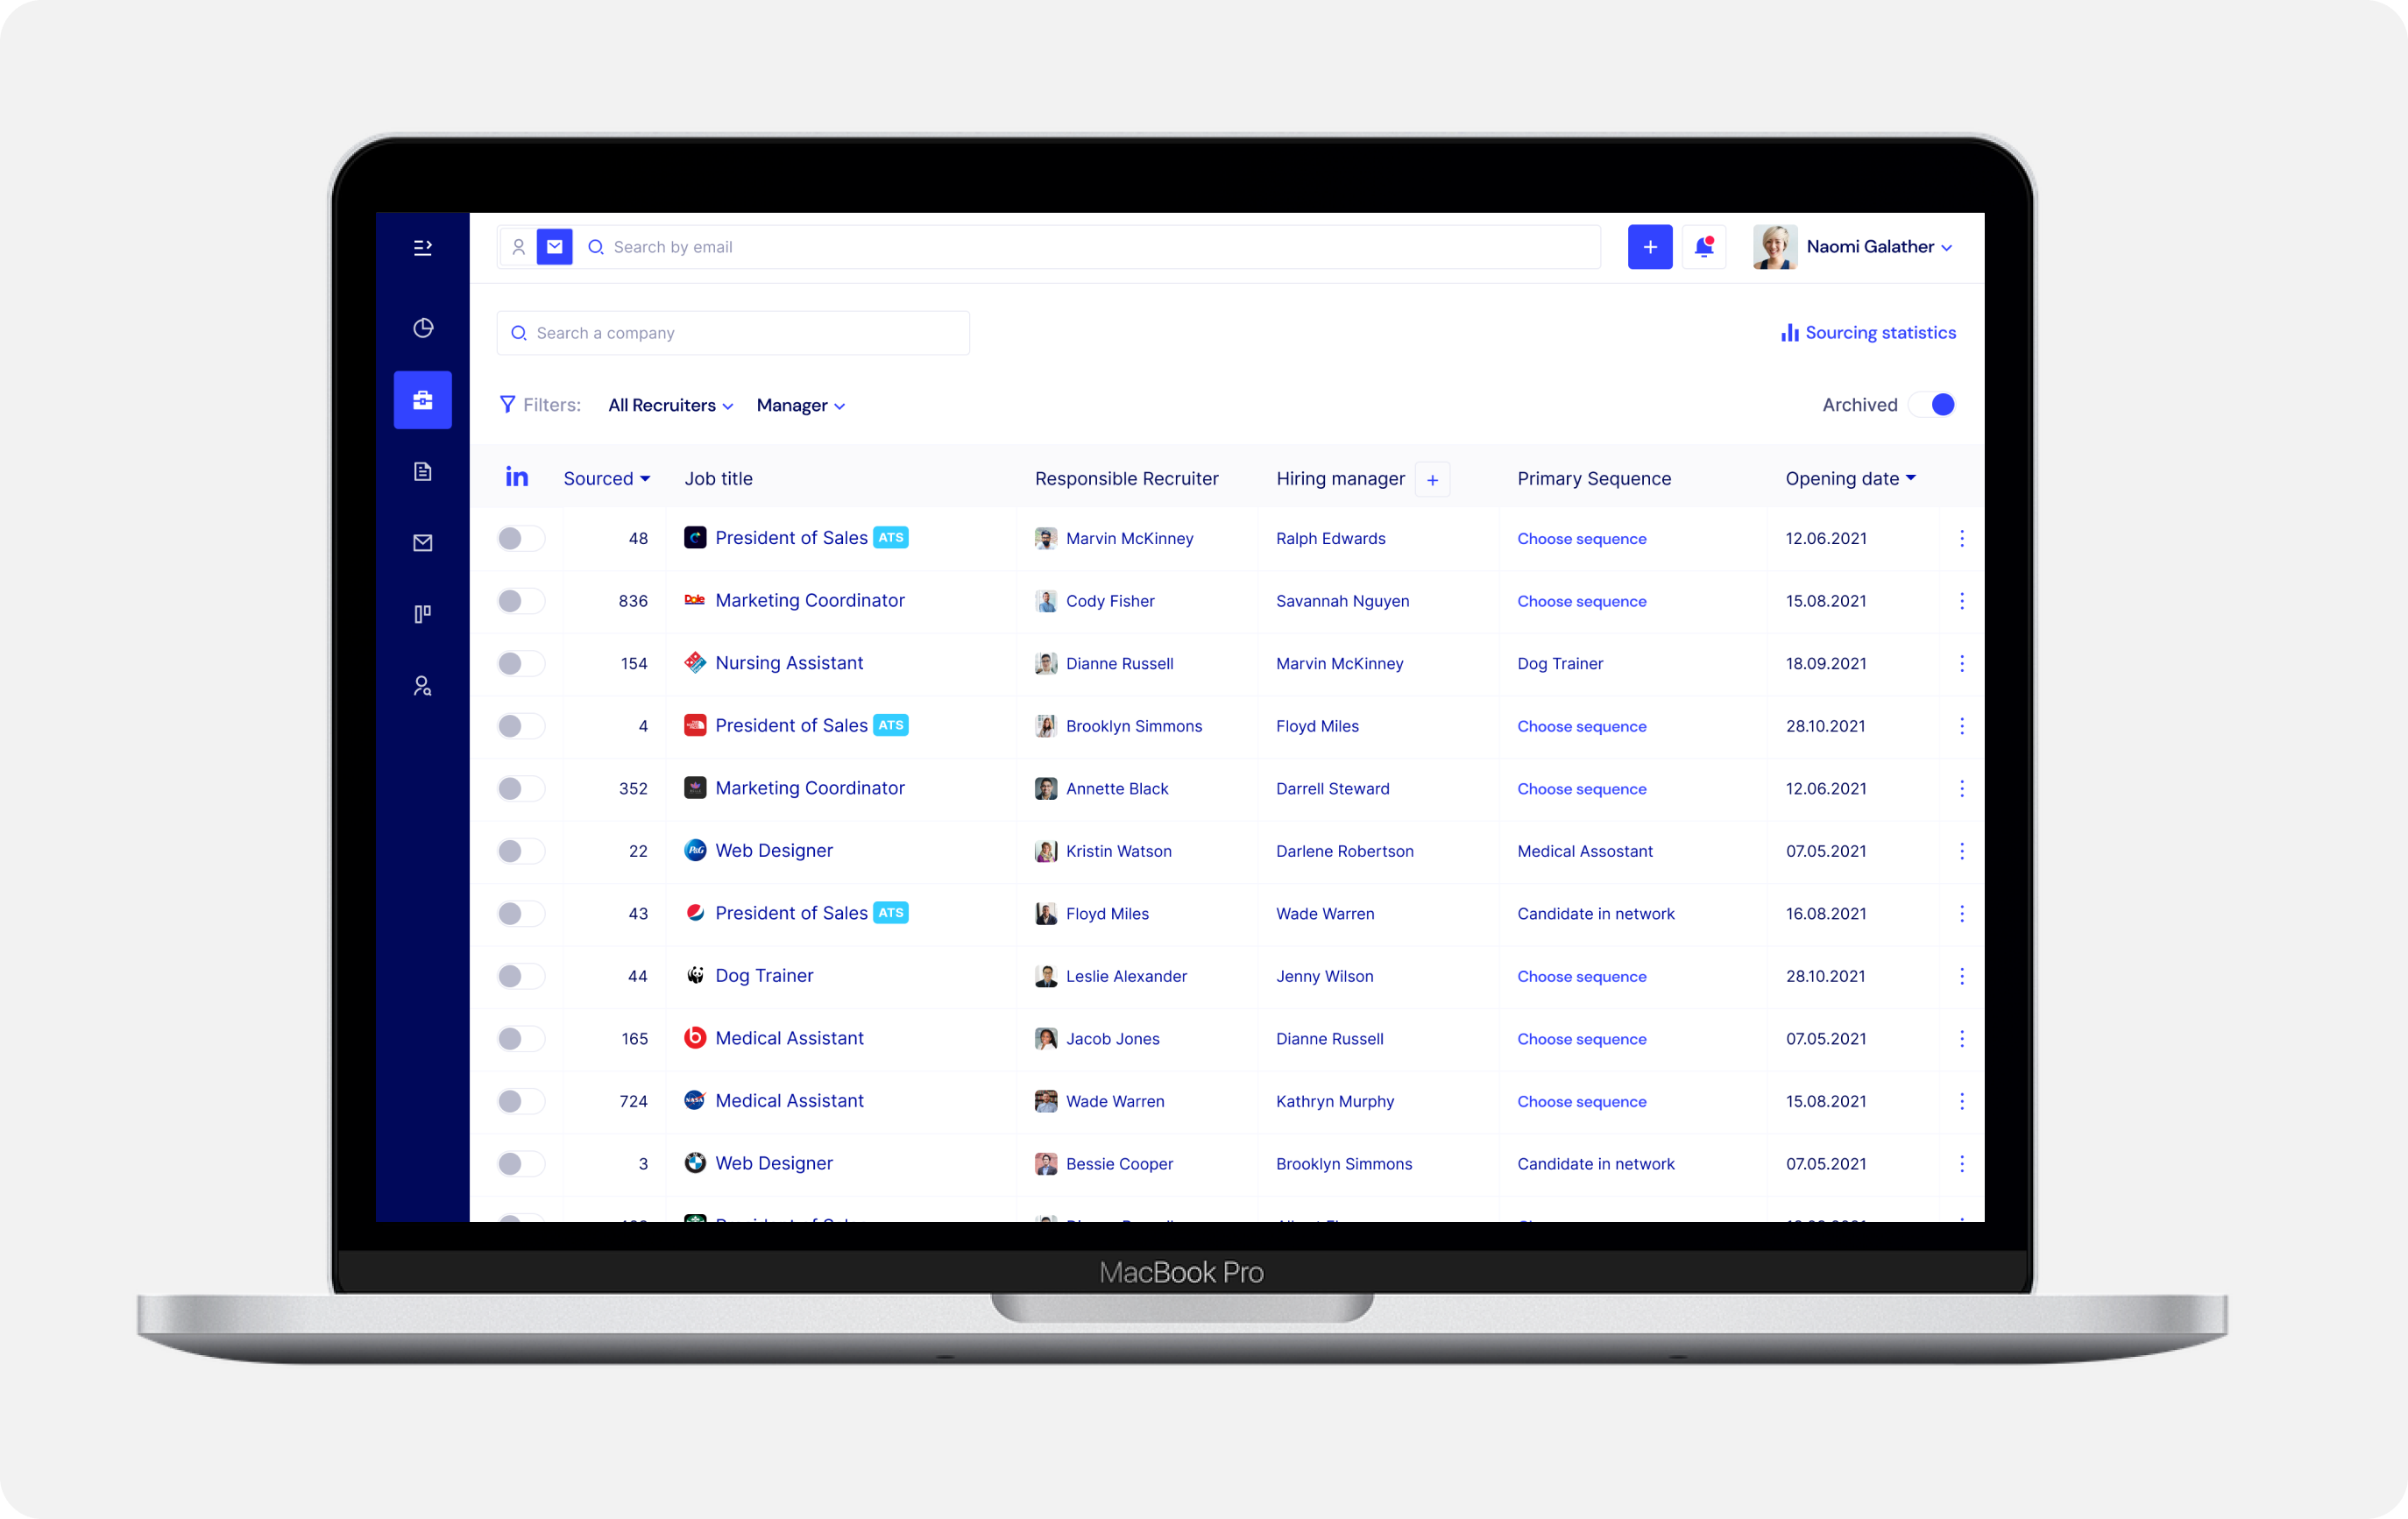 Search by email
Naomi Galather
Search a company
Sourcing statistics
Filters: All Recruiters Manager Archived
in Sourced Job title Responsible Recruiter Hiring manager + Primary Sequence Opening date
48 President of Sales ATS Marvin McKinney Ralph Edwards Choose sequence 12.06.2021
836 Dole Marketing Coordinator Cody Fisher Savannah Nguyen Choose sequence 15.08.2021
154 Nursing Assistant Dianne Russell Marvin McKinney Dog Trainer 18.09.2021
4 President of Sales ATS Brooklyn Simmons Floyd Miles Choose sequence 28.10.2021
352 Marketing Coordinator Annette Black Darrell Steward Choose sequence 12.06.2021
22 P&G Web Designer Kristin Watson Darlene Robertson Medical Assostant 07.05.2021
43 President of Sales ATS Floyd Miles Wade Warren Candidate in network 16.08.2021
44 Dog Trainer Leslie Alexander Jenny Wilson Choose sequence 28.10.2021
165 Medical Assistant Jacob Jones Dianne Russell Choose sequence 07.05.2021
724 NASA Medical Assistant Wade Warren Kathryn Murphy Choose sequence 15.08.2021
3 Web Designer Bessie Cooper Brooklyn Simmons Candidate in network 07.05.2021
MacBook Pro